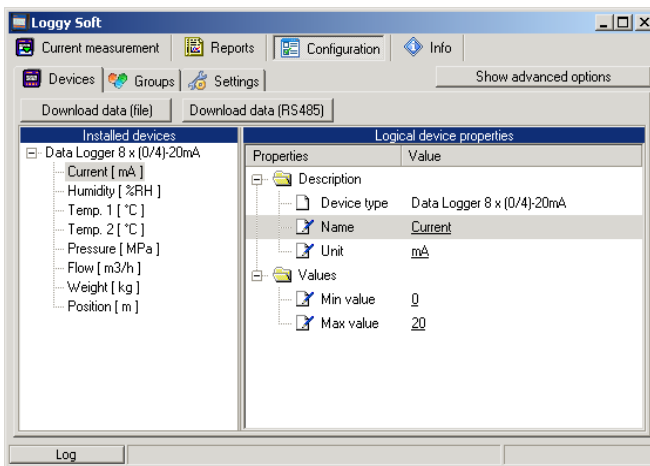 Loggy Soft
Current measurement Reports Configuration Info
Devices Groups Settings Show advanced options
Download data (file) Download data (RS485)
Installed devices
Data Logger 8 x (0/4)-20mA
Current [ mA ]
Humidity [ %RH ]
Temp. 1 [ °C ]
Temp. 2 [ °C ]
Pressure [ MPa ]
Flow [ m3/h ]
Weight [ kg ]
Position [ m ]
Logical device properties
Properties Value
Description
Device type Data Logger 8 x (0/4)-20mA
Name Current
Unit mA
Values
Min value 0
Max value 20
Log